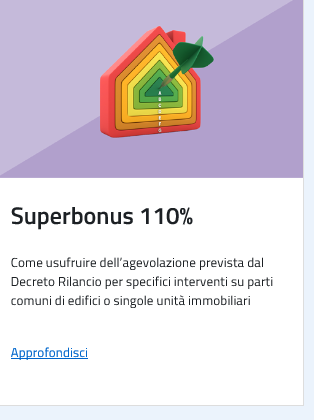 Superbonus 110%
Come usufruire dell’agevolazione prevista dal
Decreto Rilancio per specifici interventi su parti
comuni di edifici o singole unità immobiliari
Approfondisci